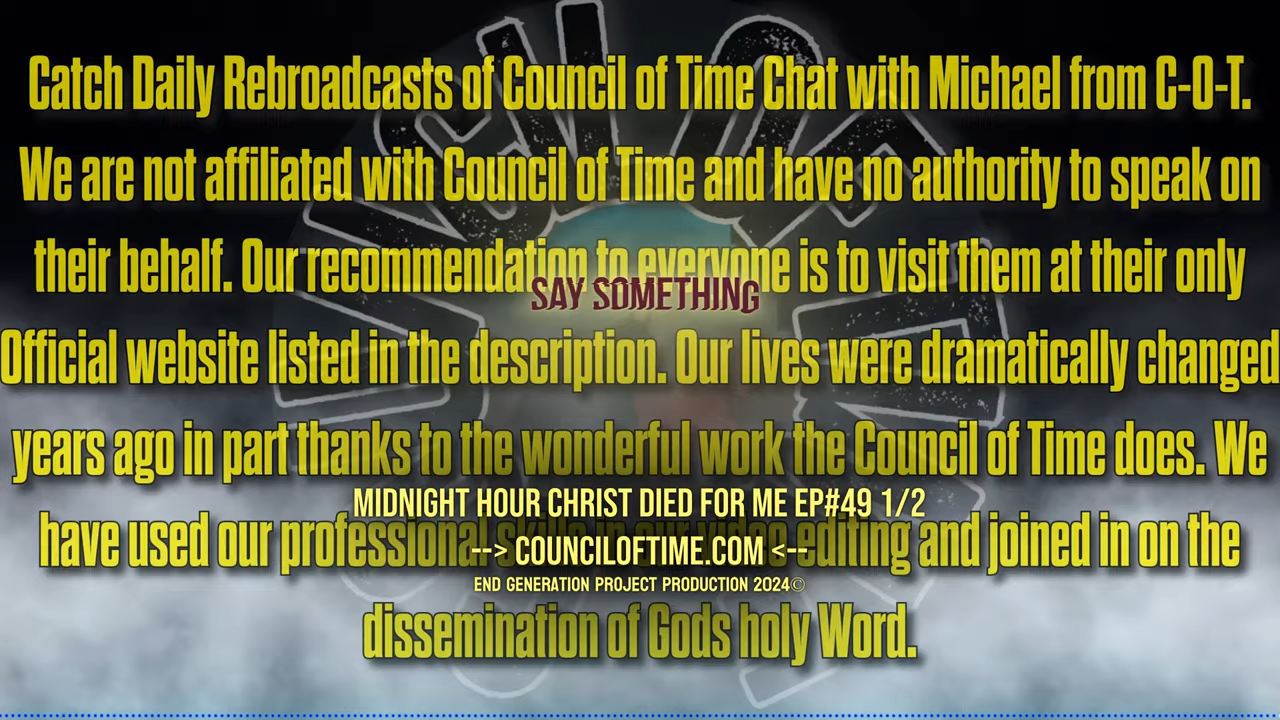 Catch Daily Rebroadcasts of Council of Time Chat with Michael from C-O-T.
We are not affiliated with Council of Time and have no authority to speak on
their behalf. Our recommendation to everyone is to visit them at their only
SAY SOMETHING
Official website listed in the description. Our lives were dramatically changed
years ago in part thanks to the wonderful work the Council of Time does. We
MIDNIGHT HOUR CHRIST DIED FOR ME EP#49 1/2
have used our professional skills in our video editing and joined in on the
--> COUNCILOFTIME.COM <--
END GENERATION PROJECT PRODUCTION 2024©
dissemination of Gods holy Word.